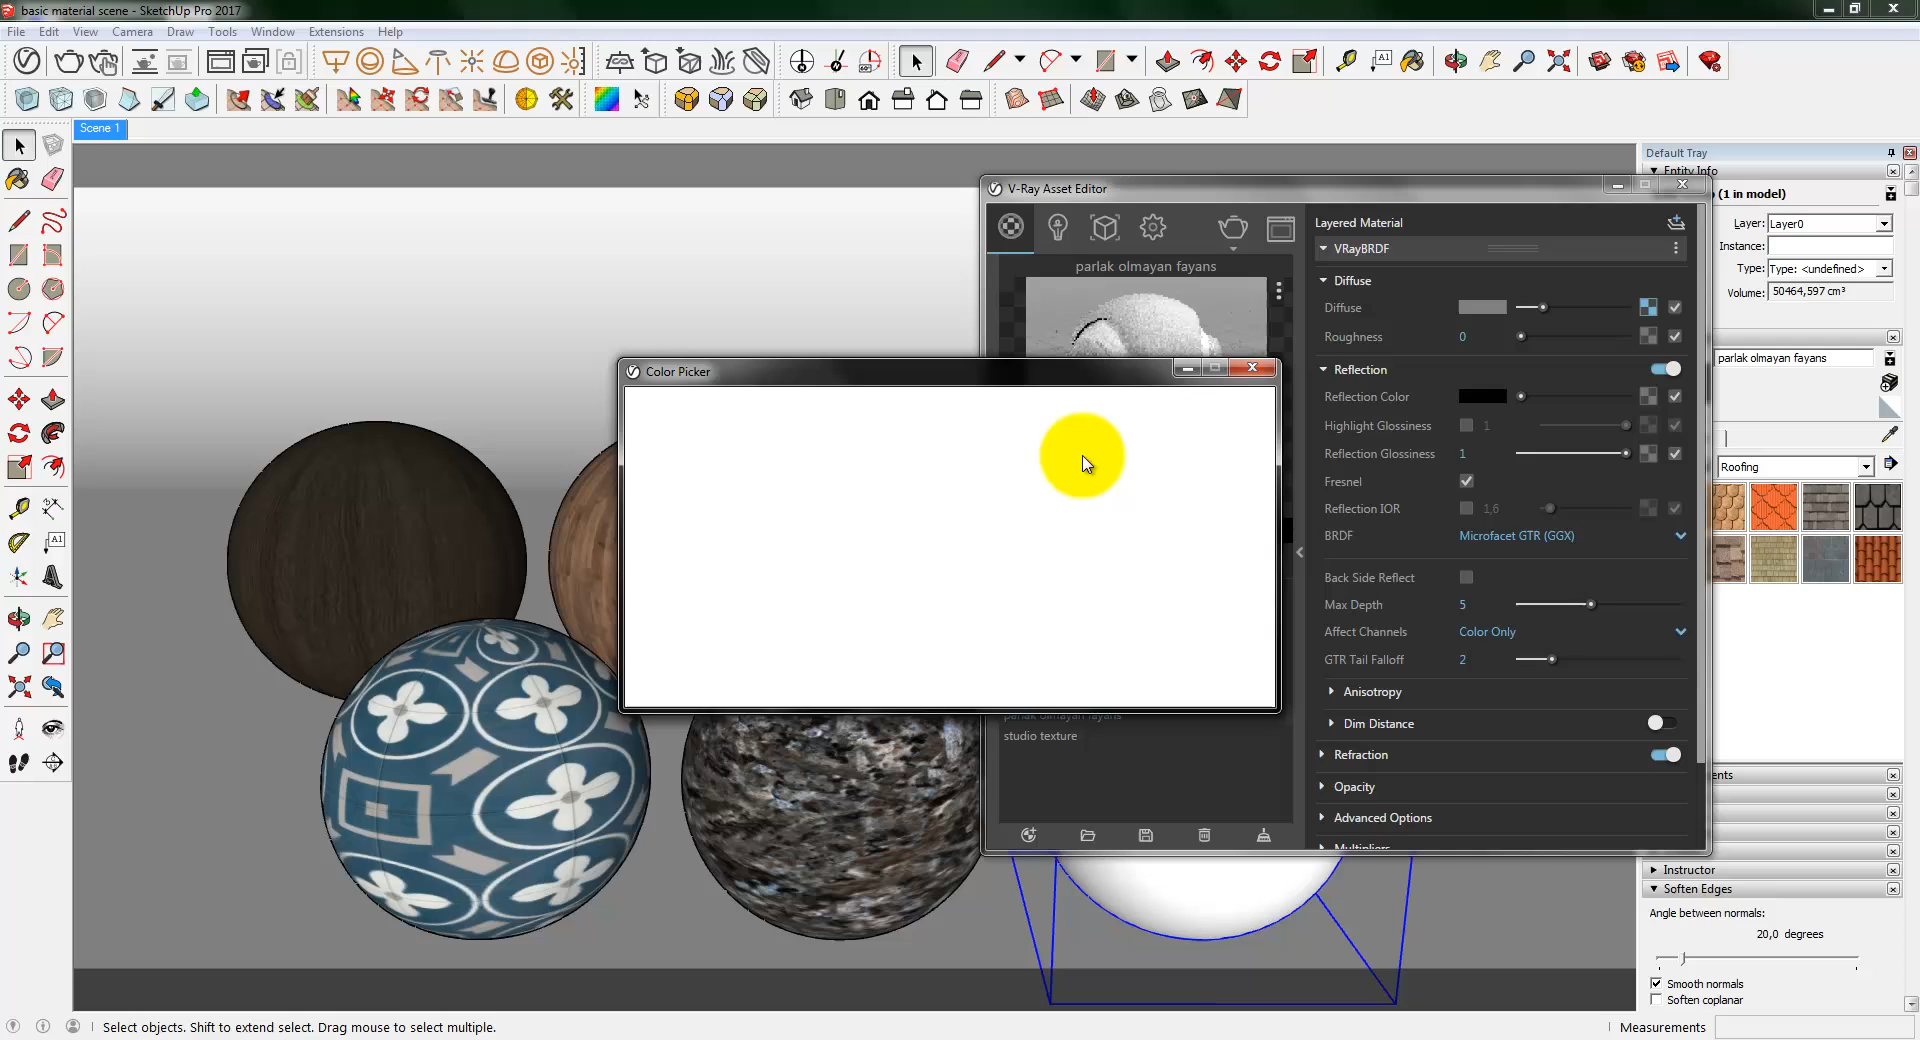 basic material scene - SketchUp Pro 2017
File Edit View Camera Draw Tools Window Extensions Help
Scene 1
Default Tray
Entity Info
(1 in model)
Layer: Layer0
Instance:
Type: Type: <undefined>
Volume: 50464,597 cm³
V-Ray Asset Editor
parlak olmayan fayans
Layered Material
VRayBRDF
Diffuse
Diffuse
Roughness 0
Reflection
Reflection Color
Highlight Glossiness 1
Reflection Glossiness 1
Fresnel
Reflection IOR 1,6
BRDF Microfacet GTR (GGX)
Back Side Reflect
Max Depth 5
Affect Channels Color Only
GTR Tail Falloff 2
Anisotropy
Dim Distance
Refraction
Opacity
Advanced Options
Multipliers
Color Picker
parlak olmayan fayans
studio texture
parlak olmayan fayans
Roofing
Instructor
Soften Edges
Angle between normals:
20,0 degrees
Smooth normals
Soften coplanar
A1
A1
Select objects. Shift to extend select. Drag mouse to select multiple.
Measurements